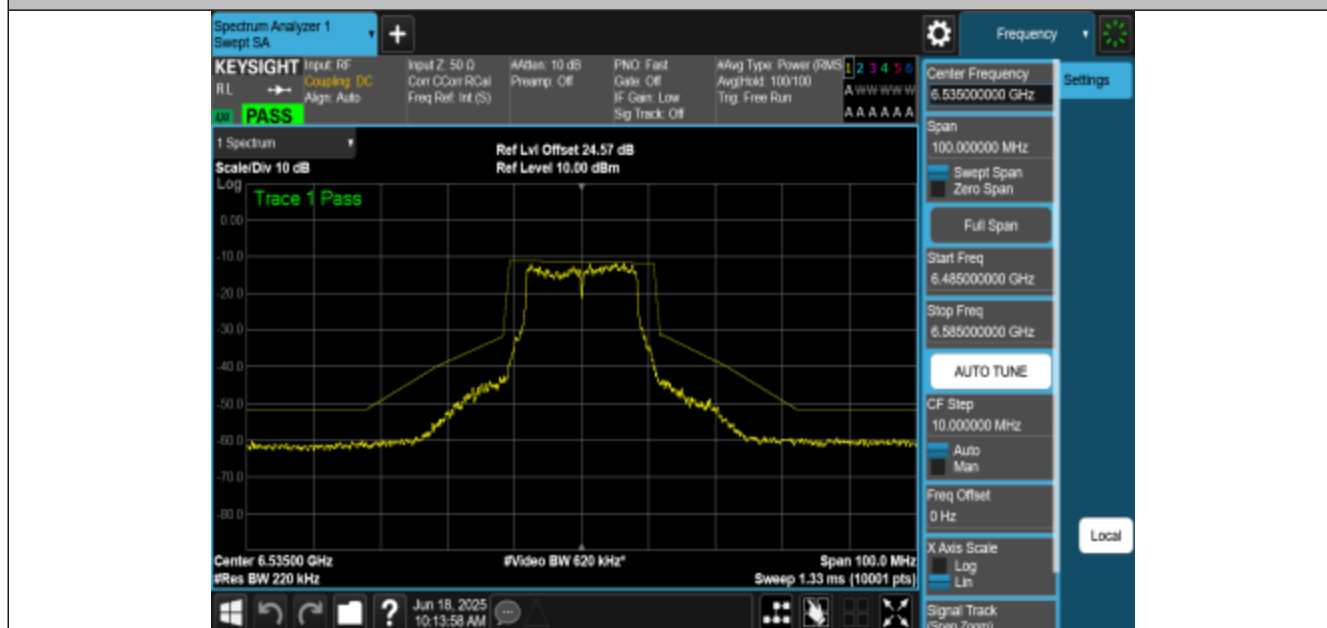 Spectrum Analyzer 1
Swept SA
+
Frequency
KEYSIGHT
RL
PASS
Input: RF
Coupling: DC
Align: Auto
Input Z: 50 Ω
Corr CCorr RCal
Freq Ref: Int (S)
#Atten: 10 dB
Preamp: Off
PNO: Fast
Gate: Off
IF Gain: Low
Sig Track: Off
#Avg Type: Power (RMS
Avg|Hold: 100/100
Trig: Free Run
1 2 3 4 5 6
A W W W W W
A A A A A A
1 Spectrum
Scale/Div 10 dB
Ref Lvl Offset 24.57 dB
Ref Level 10.00 dBm
Log
Trace 1 Pass
0.00
-10.0
-20.0
-30.0
-40.0
-50.0
-60.0
-70.0
-80.0
Center 6.53500 GHz
#Res BW 220 kHz
#Video BW 620 kHz*
Span 100.0 MHz
Sweep 1.33 ms (10001 pts)
Center Frequency
6.535000000 GHz
Settings
Span
100.000000 MHz
Swept Span
Zero Span
Full Span
Start Freq
6.485000000 GHz
Stop Freq
6.585000000 GHz
AUTO TUNE
CF Step
10.000000 MHz
Auto
Man
Freq Offset
0 Hz
X Axis Scale
Log
Lin
Local
Signal Track
(Span Zoom)
?
Jun 18, 2025
10:13:58 AM